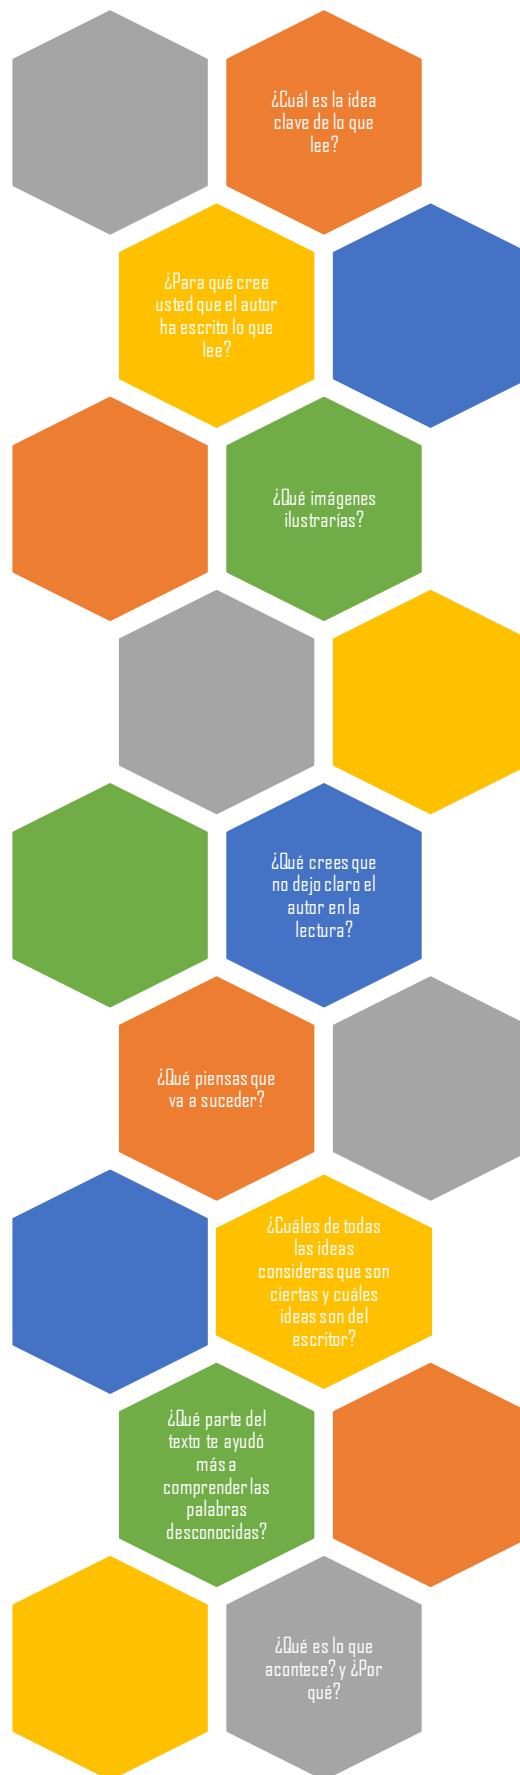 ¿Cuál es la idea
clave de lo que
lee?
¿Para qué cree
usted que el autor
ha escrito lo que
lee?
¿Qué imágenes
ilustrarías?
¿Qué crees que
no dejo claro el
autor en la
lectura?
¿Qué piensas que
va a suceder?
¿Cuáles de todas
las ideas
consideras que son
ciertas y cuáles
ideas son del
escritor?
¿Qué parte del
texto te ayudó
más a
comprender las
palabras
desconocidas?
¿Qué es lo que
acontece? y ¿Por
qué?